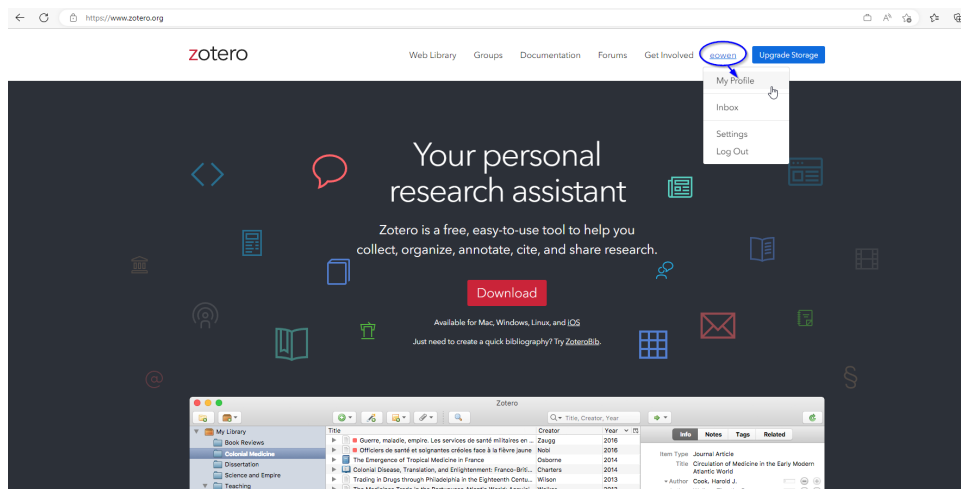 https://www.zotero.org
zotero
Web Library Groups Documentation Forums Get Involved eowen Upgrade Storage
My Profile
Inbox
Settings
Log Out
Your personal
research assistant
Zotero is a free, easy-to-use tool to help you
collect, organize, annotate, cite, and share research.
Download
Available for Mac, Windows, Linux, and iOS
Just need to create a quick bibliography? Try ZoteroBib.
Zotero
Title, Creator, Year
My Library
Book Reviews
Colonial Medicine
Dissertation
Science and Empire
Teaching
Title Creator Year
Guerre, maladie, empire. Les services de santé militaires en ... Zaugg 2016
Officiers de santé et soignantes créoles face à la fièvre jaune Nobi 2016
The Emergence of Tropical Medicine in France Osborne 2014
Colonial Disease, Translation, and Enlightenment: Franco-Briti... Charters 2014
Trading in Drugs through Philadelphia in the Eighteenth Centu... Wilson 2013
Info Notes Tags Related
Item Type Journal Article
Title Circulation of Medicine in the Early Modern
Atlantic World
Author Cook, Harold J.